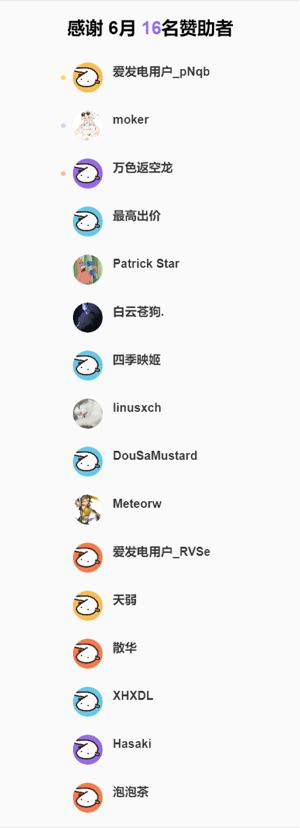 感谢 6月 16名赞助者
爱发电用户_pNqb
moker
万色返空龙
最高出价
Patrick Star
白云苍狗.
四季映姬
linusxch
DouSaMustard
Meteorw
爱发电用户_RVSe
天弱
散华
XHXDL
Hasaki
泡泡茶